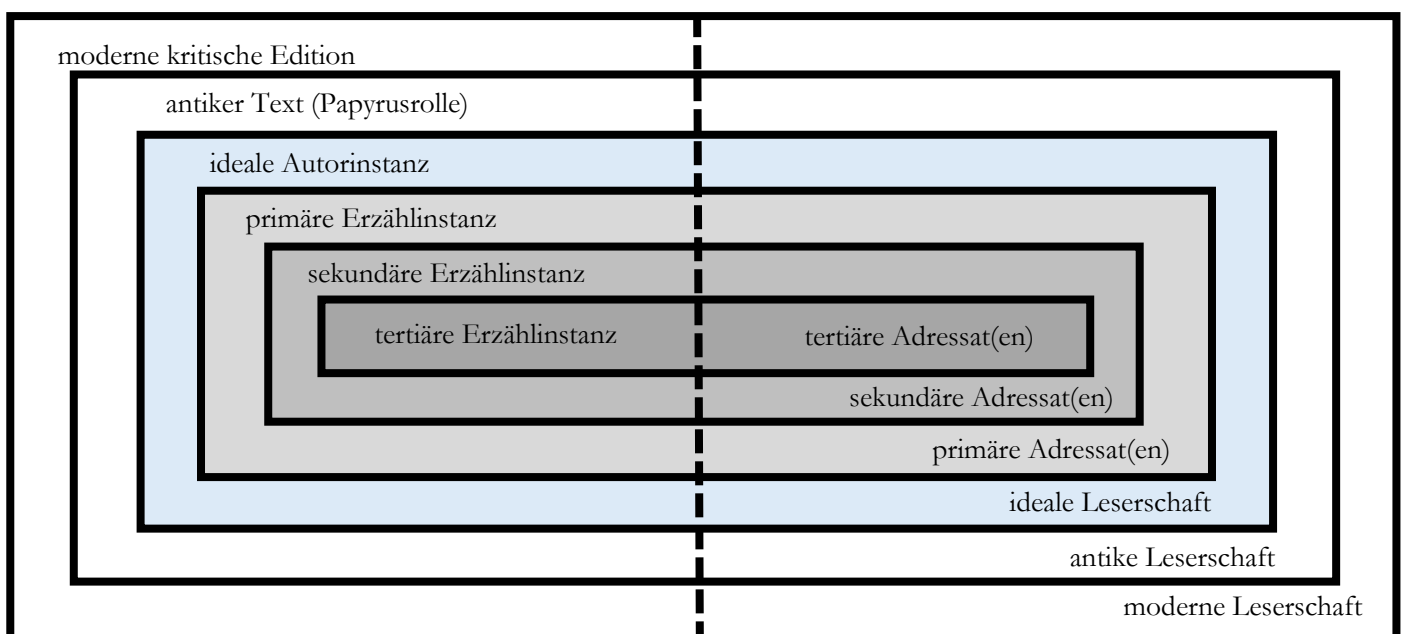 moderne kritische Edition
antiker Text (Papyrusrolle)
ideale Autorinstanz
primäre Erzählinstanz
sekundäre Erzählinstanz
tertiäre Erzählinstanz
tertiäre Adressat(en)
sekundäre Adressat(en)
primäre Adressat(en)
ideale Leserschaft
antike Leserschaft
moderne Leserschaft